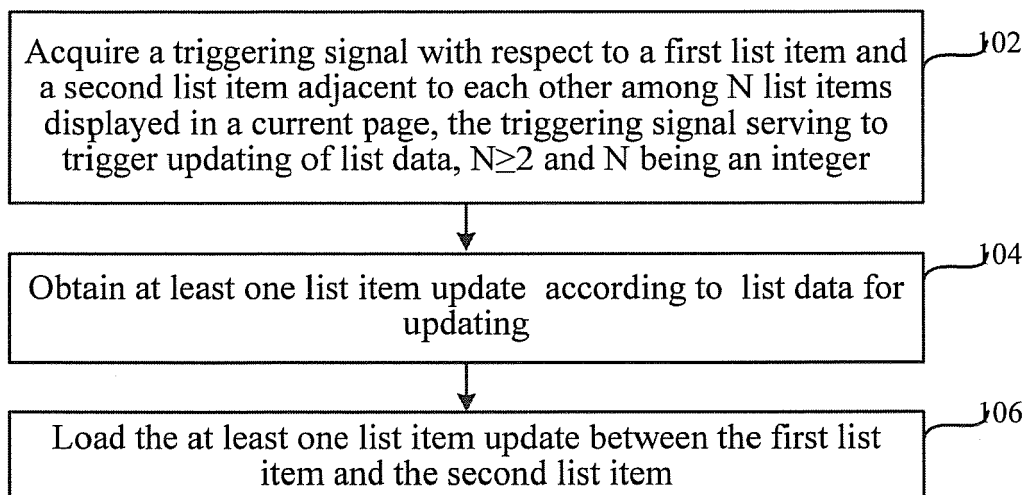 Acquire a triggering signal with respect to a first list item and
a second list item adjacent to each other among N list items
displayed in a current page, the triggering signal serving to
trigger updating of list data, N≥2 and N being an integer
102
Obtain at least one list item update according to list data for
updating
104
Load the at least one list item update between the first list
item and the second list item
106